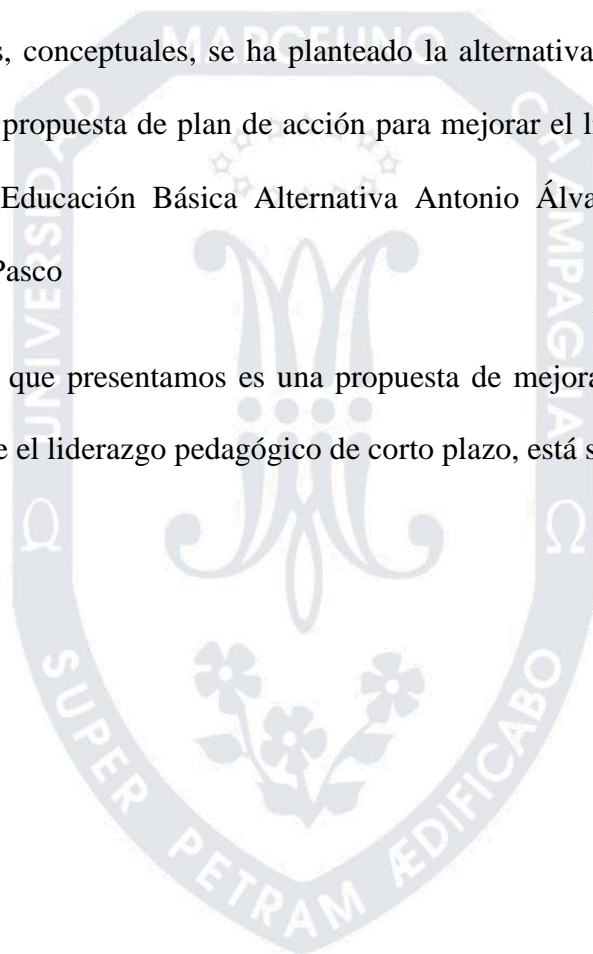 s, conceptuales, se ha planteado la alternativa
propuesta de plan de acción para mejorar el l
Educación Básica Alternativa Antonio Álva
Pasco
que presentamos es una propuesta de mejora
e el liderazgo pedagógico de corto plazo, está s
UNIVERSIDAD MARCELINO CHAMPAGNAT
Ω Ω
SUPER PETRAM ÆDIFICABO